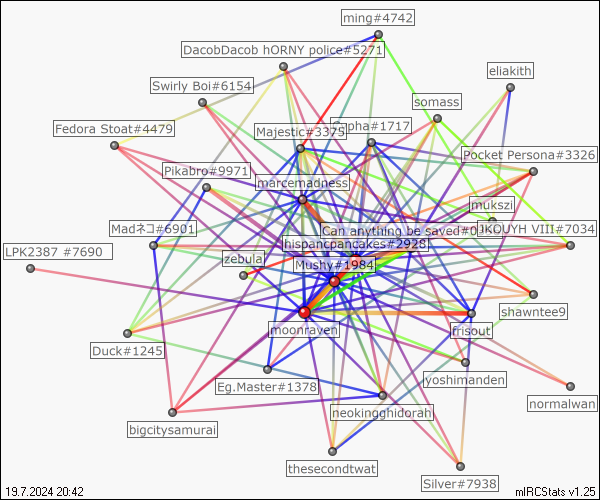 ming#4742
DacobDacob hORNY police#5271
eliakith
Swirly Boi#6154
somass
Fedora Stoat#4479
Majestic#3375
#1717
Pocket Persona#3326
Pikabro#9971
marcemadness
mukszi
Madネコ#6901
Can anything be saved#0
JKOUYH VIII#7034
hispancpancakes#2928
LPK2387 #7690
zebula
Mushy#1984
shawntee9
moonraven
frisout
Duck#1245
yoshimanden
Eg.Master#1378
normalwan
neokingghidorah
bigcitysamurai
thesecondtwat
Silver#7938
19.7.2024 20:42
mIRCStats v1.25